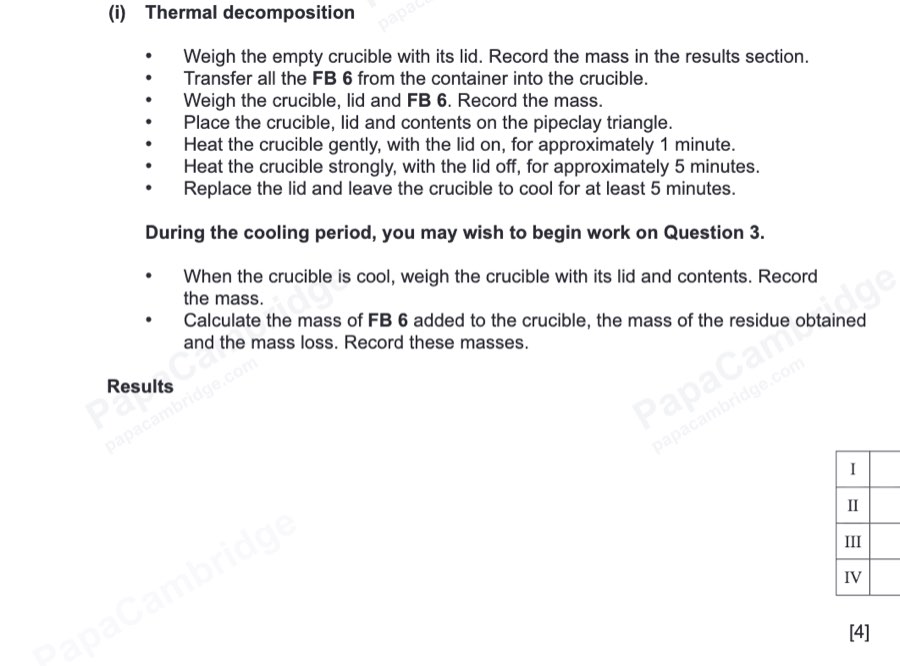 (i) Thermal decomposition
• Weigh the empty crucible with its lid. Record the mass in the results section.
• Transfer all the FB 6 from the container into the crucible.
• Weigh the crucible, lid and FB 6. Record the mass.
• Place the crucible, lid and contents on the pipeclay triangle.
• Heat the crucible gently, with the lid on, for approximately 1 minute.
• Heat the crucible strongly, with the lid off, for approximately 5 minutes.
• Replace the lid and leave the crucible to cool for at least 5 minutes.
During the cooling period, you may wish to begin work on Question 3.
• When the crucible is cool, weigh the crucible with its lid and contents. Record
the mass.
• Calculate the mass of FB 6 added to the crucible, the mass of the residue obtained
and the mass loss. Record these masses.
Results
PapaCambridge
papacambridge.com
PapaCambridge
papacambridge.com
I
II
III
IV
PapaCambridge
[4]